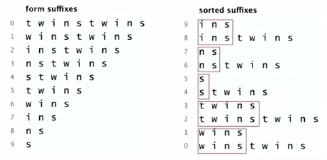 form suffixes
0 t w i n s t w i n s
1 w i n s t w i n s
2 i n s t w i n s
3 n s t w i n s
4 s t w i n s
5 t w i n s
6 w i n s
7 i n s
8 n s
9 s
sorted suffixes
9 i n s
8 i n s t w i n s
7 n s
6 n s t w i n s
5 s
4 s t w i n s
3 t w i n s
2 t w i n s t w i n s
1 w i n s
0 w i n s t w i n s